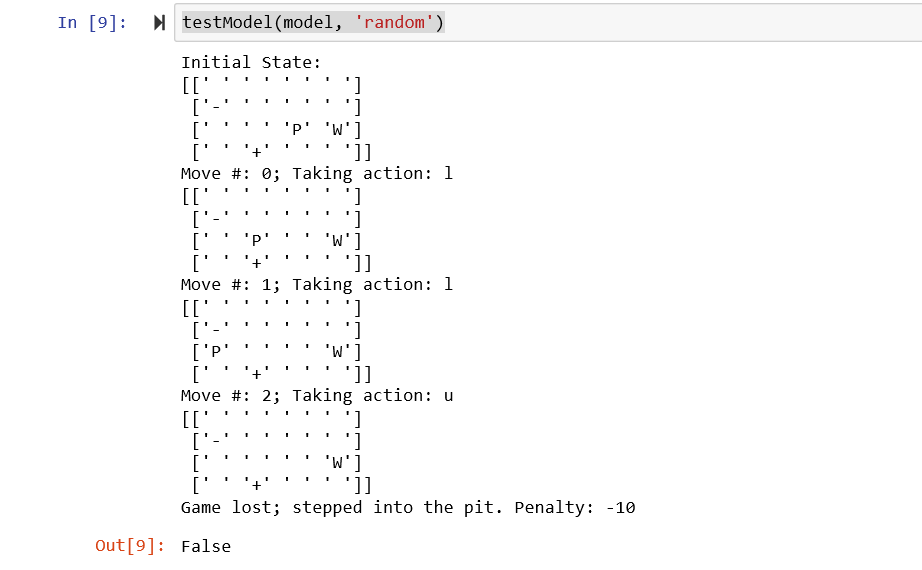 In [9]: testModel(model, 'random')
Initial State:
[[' ' ' ' ' ' ' ']
 ['-' ' ' ' ' ' ']
 [' ' ' ' 'P' 'W']
 [' ' '+' ' ' ' ']]
Move #: 0; Taking action: l
[[' ' ' ' ' ' ' ']
 ['-' ' ' ' ' ' ']
 [' ' 'P' ' ' 'W']
 [' ' '+' ' ' ' ']]
Move #: 1; Taking action: l
[[' ' ' ' ' ' ' ']
 ['-' ' ' ' ' ' ']
 ['P' ' ' ' ' 'W']
 [' ' '+' ' ' ' ']]
Move #: 2; Taking action: u
[[' ' ' ' ' ' ' ']
 ['-' ' ' ' ' ' ']
 [' ' ' ' ' ' 'W']
 [' ' '+' ' ' ' ']]
Game lost; stepped into the pit. Penalty: -10
Out[9]: False